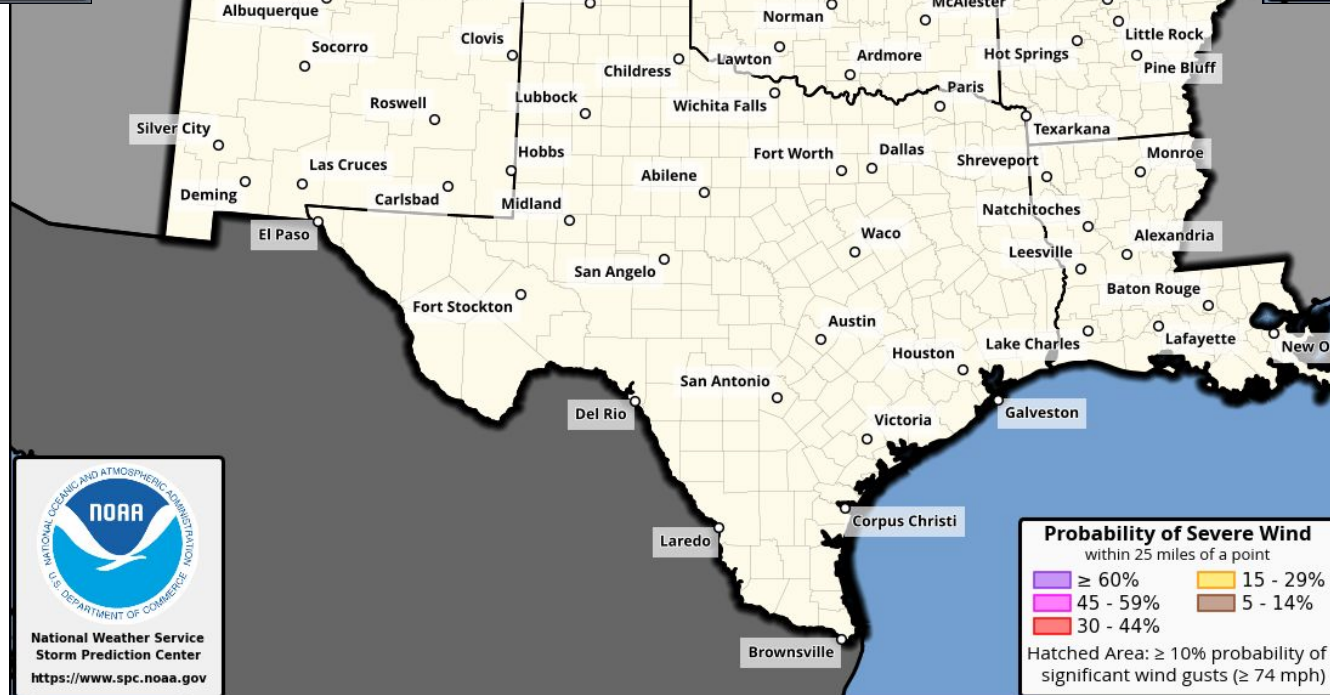 Albuquerque
Norman
McAlester
Little Rock
Socorro
Clovis
Childress
Lawton
Ardmore
Hot Springs
Pine Bluff
Roswell
Lubbock
Wichita Falls
Paris
Silver City
Texarkana
Hobbs
Fort Worth
Dallas
Shreveport
Monroe
Las Cruces
Abilene
Deming
Carlsbad
Midland
Natchitoches
El Paso
Waco
Alexandria
San Angelo
Leesville
Fort Stockton
Baton Rouge
Austin
Houston
Lake Charles
Lafayette
New O
San Antonio
Del Rio
Victoria
Galveston
Corpus Christi
Laredo
Brownsville
NATIONAL OCEANIC AND ATMOSPHERIC ADMINISTRATION
NOAA
U.S. DEPARTMENT OF COMMERCE
National Weather Service
Storm Prediction Center
https://www.spc.noaa.gov
Probability of Severe Wind
within 25 miles of a point
≥ 60% 15 - 29%
45 - 59% 5 - 14%
30 - 44%
Hatched Area: ≥ 10% probability of
significant wind gusts (≥ 74 mph)